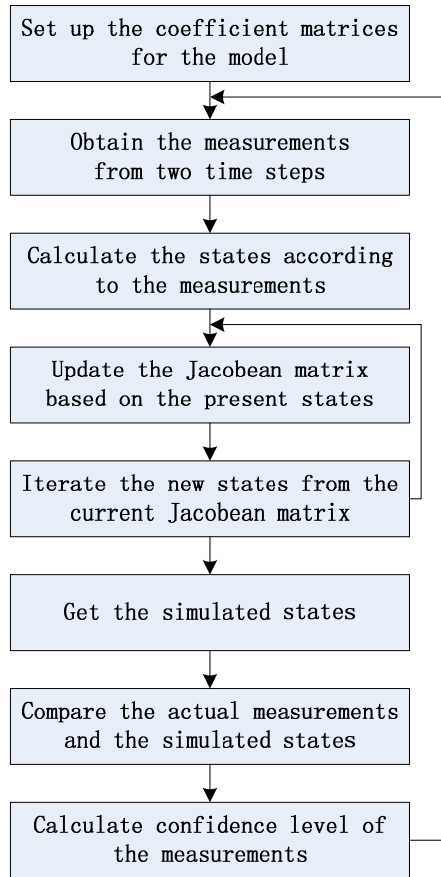 Set up the coefficient matrices
for the model
Obtain the measurements
from two time steps
Calculate the states according
to the measurements
Update the Jacobean matrix
based on the present states
Iterate the new states from the
current Jacobean matrix
Get the simulated states
Compare the actual measurements
and the simulated states
Calculate confidence level of
the measurements